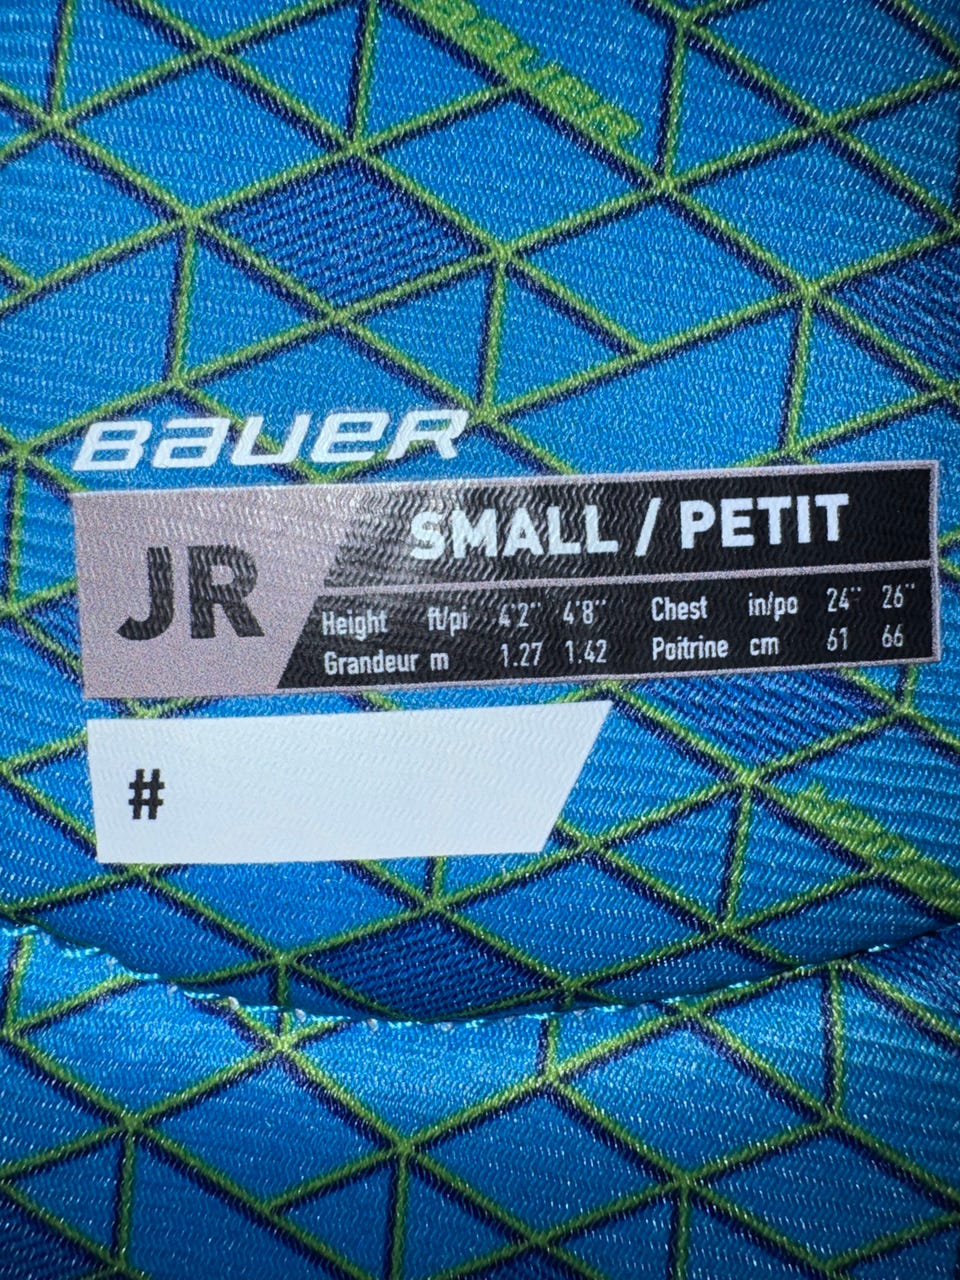 BAUER
BAUER
JR
SMALL / PETIT
Height ft/pi 4'2'' 4'8'' Chest in/po 24'' 26''
Grandeur m 1.27 1.42 Poitrine cm 61 66
#